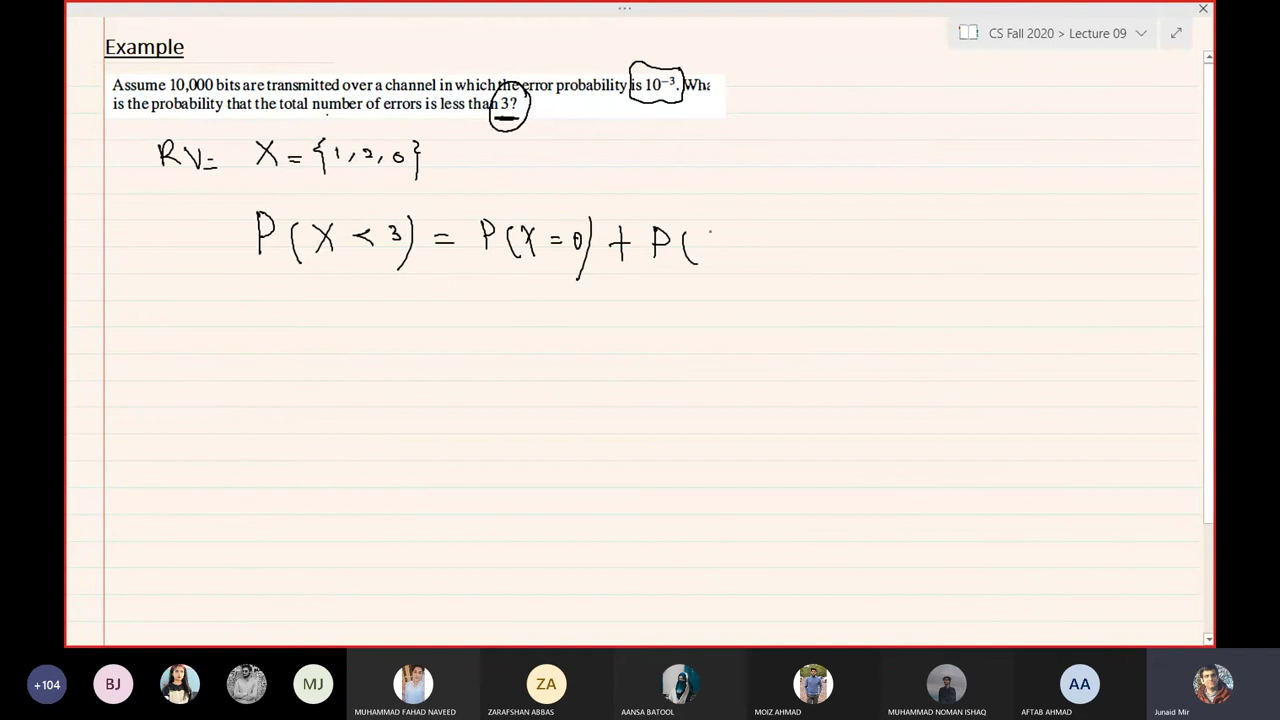 CS Fall 2020 > Lecture 09
Example
Assume 10,000 bits are transmitted over a channel in which the error probability is 10⁻³. Wha
is the probability that the total number of errors is less than 3?
RV= X = {1, 2, 0}
P(X < 3) = P(X = 0) + P(
+104
BJ
MJ
MUHAMMAD FAHAD NAVEED
ZA
ZARAFSHAN ABBAS
AANSA BATOOL
MOIZ AHMAD
MUHAMMAD NOMAN ISHAQ
AA
AFTAB AHMAD
Junaid Mir